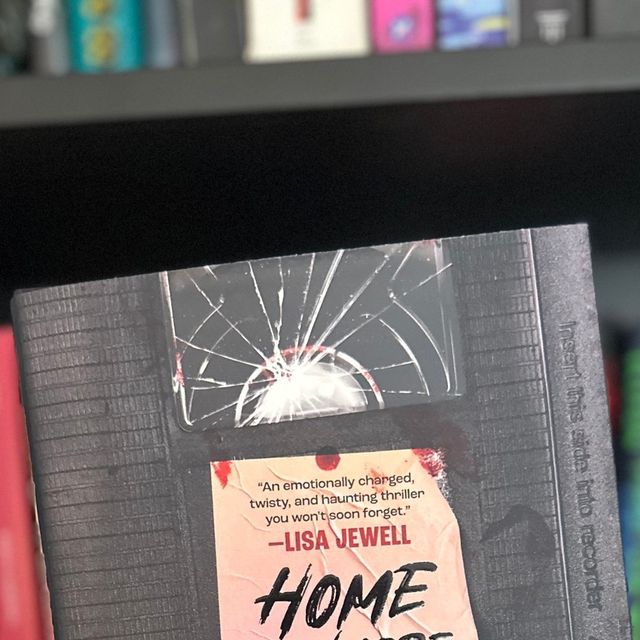 “An emotionally charged,
twisty, and haunting thriller
you won't soon forget.”
—LISA JEWELL
HOME
Insert this side into recorder